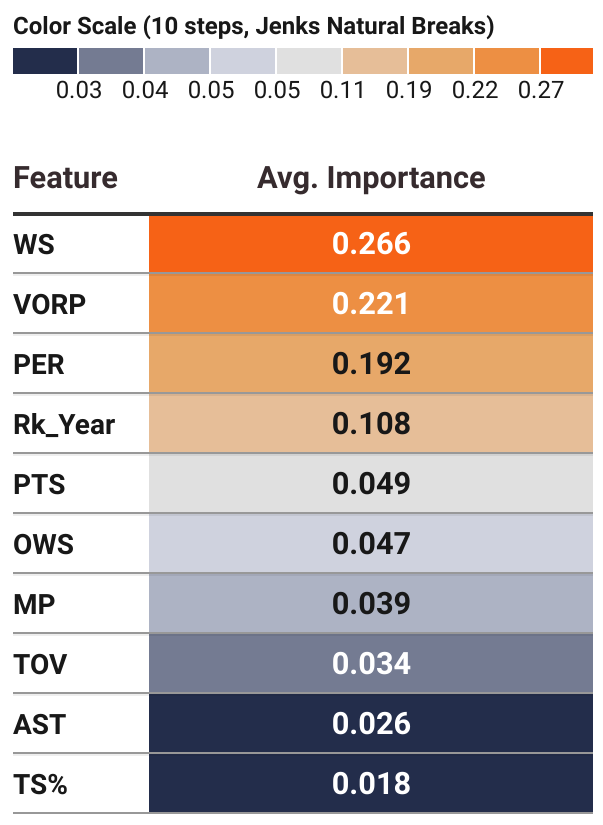 Color Scale (10 steps, Jenks Natural Breaks)
0.03 0.04 0.05 0.05 0.11 0.19 0.22 0.27
Feature Avg. Importance
WS 0.266
VORP 0.221
PER 0.192
Rk_Year 0.108
PTS 0.049
OWS 0.047
MP 0.039
TOV 0.034
AST 0.026
TS% 0.018